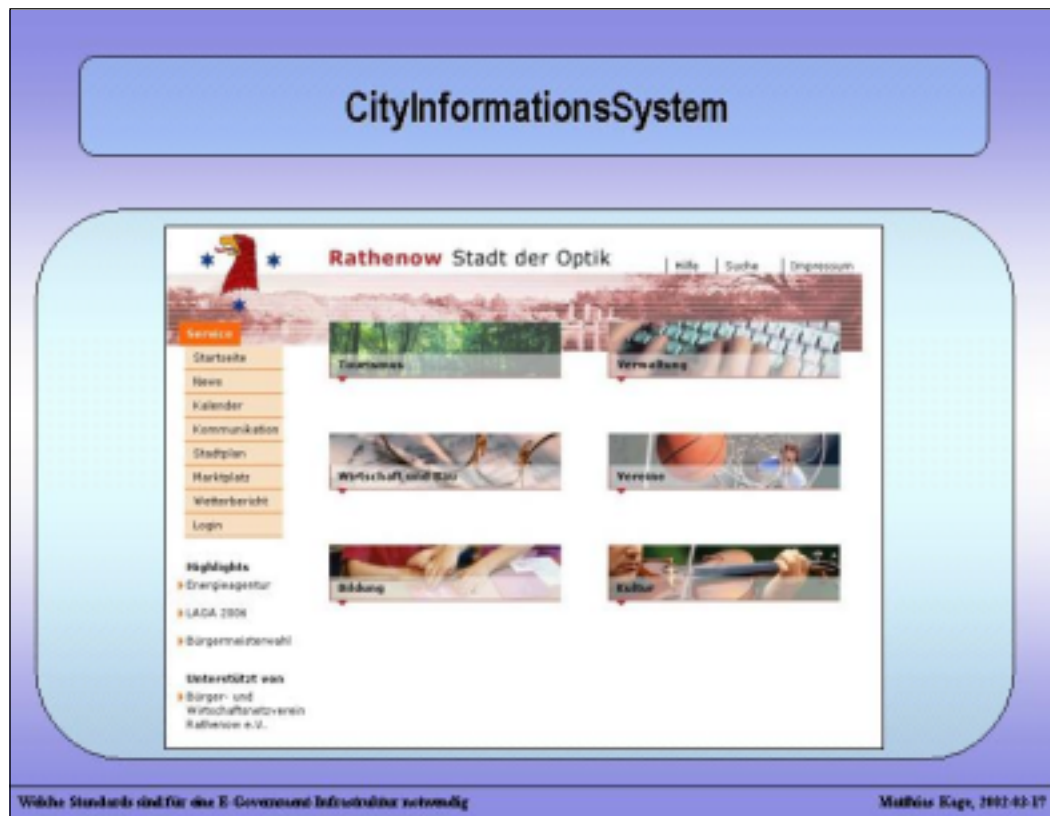 CityInformationsSystem
Rathenow Stadt der Optik
Hilfe
Suche
Impressum
Service
Startseite
News
Kalender
Kommunikation
Stadtplan
Marktplatz
Wetterbericht
Login
Tourismus
Verwaltung
Wirtschaft und Bau
Vereine
Bildung
Kultur
Highlights
Energieagentur
LAGA 2006
Bürgermeisterwahl
Unterstützt von
Bürger- und
Wirtschaftsnetzverein
Rathenow e.V.
Welche Standards sind für eine E-Government-Infrastruktur notwendig
Matthias Kage, 2002-02-17